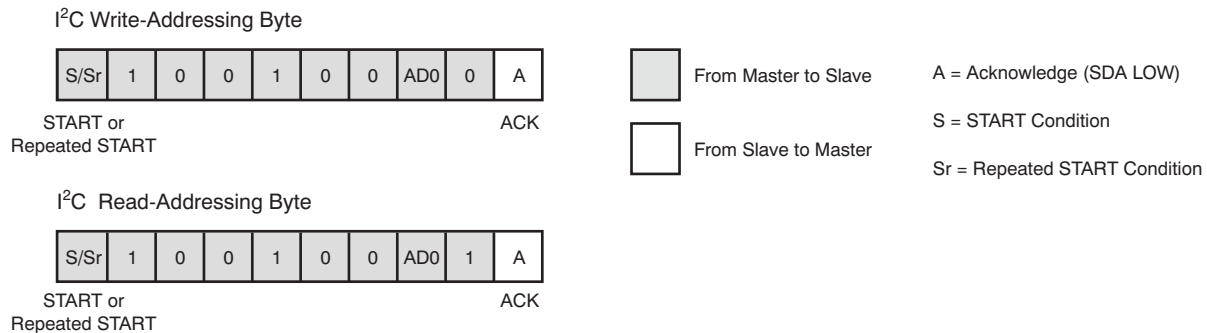 I²C Write-Addressing Byte
S/Sr 1 0 0 1 0 0 AD0 0 A
START or
Repeated START
ACK
From Master to Slave
From Slave to Master
A = Acknowledge (SDA LOW)
S = START Condition
Sr = Repeated START Condition
I²C Read-Addressing Byte
S/Sr 1 0 0 1 0 0 AD0 1 A
START or
Repeated START
ACK